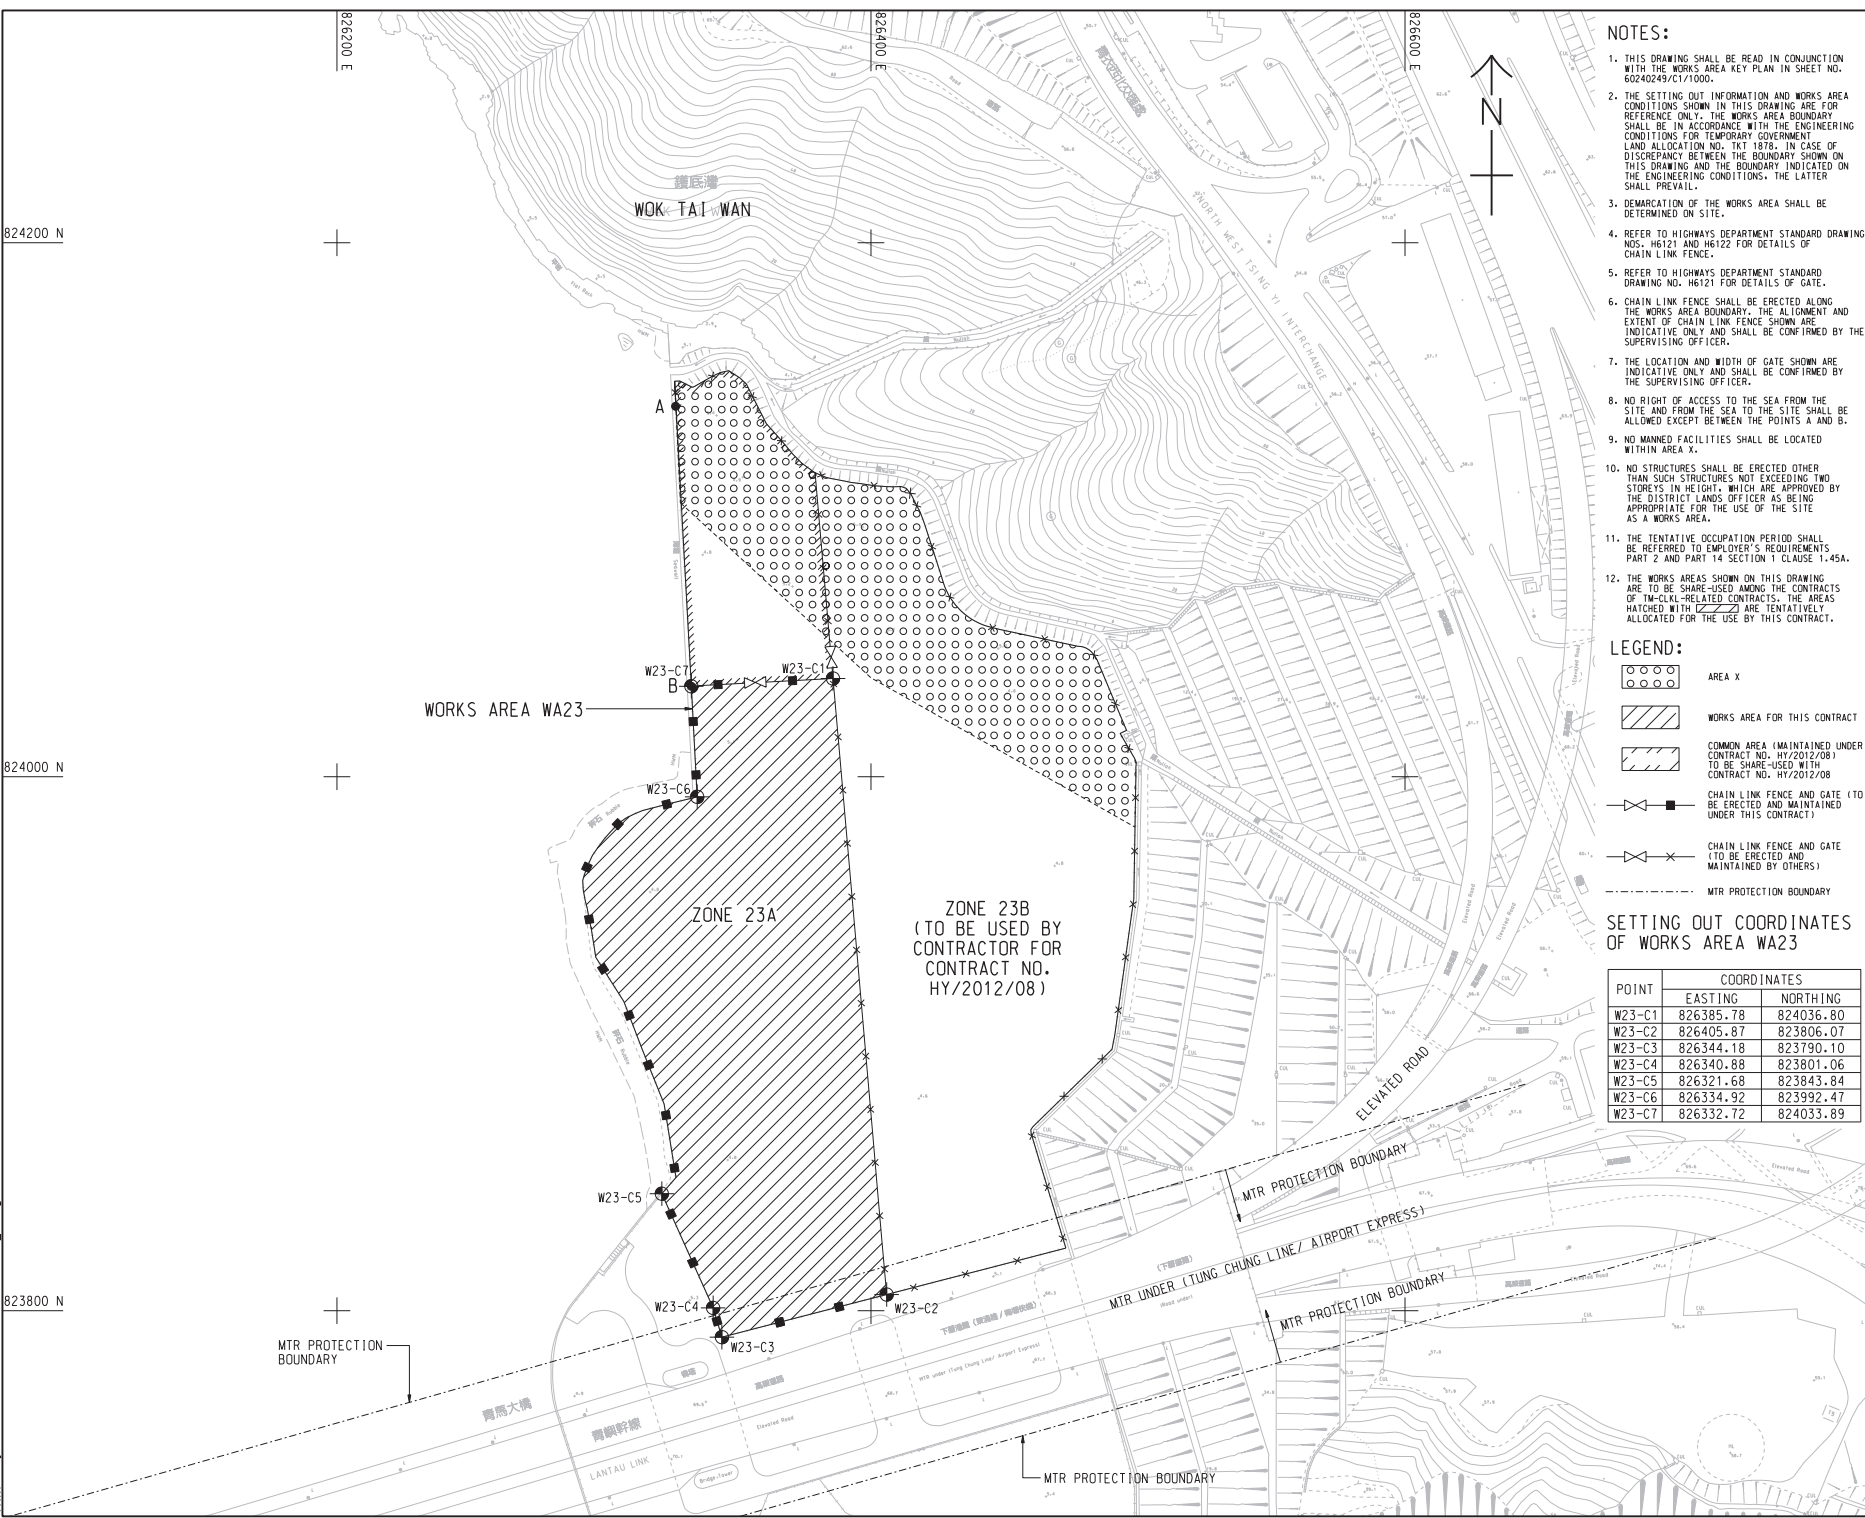 826200 E
826400 E
826600 E
N
824200 N
824000 N
823800 N
青衣西北交匯處
鑊底灣
WOK TAI WAN
NORTH WEST TSING YI INTERCHANGE
Flat Rock
Nullah
Seawall
A
B
W23-C7
W23-C1
WORKS AREA WA23
W23-C6
ZONE 23A
ZONE 23B
(TO BE USED BY
CONTRACTOR FOR
CONTRACT NO.
HY/2012/08)
W23-C5
W23-C4
W23-C3
W23-C2
ELEVATED ROAD
MTR PROTECTION BOUNDARY
MTR UNDER (TUNG CHUNG LINE/ AIRPORT EXPRESS)
MTR PROTECTION BOUNDARY
MTR PROTECTION
BOUNDARY
MTR PROTECTION BOUNDARY
青馬大橋
青嶼幹線
LANTAU LINK
Bridge Tower
Elevated Road
MTR under (Tung Chung Line/ Airport Express)
(Road under)
NOTES:
1. THIS DRAWING SHALL BE READ IN CONJUNCTION
WITH THE WORKS AREA KEY PLAN IN SHEET NO.
60240249/C1/1000.
2. THE SETTING OUT INFORMATION AND WORKS AREA
CONDITIONS SHOWN IN THIS DRAWING ARE FOR
REFERENCE ONLY. THE WORKS AREA BOUNDARY
SHALL BE IN ACCORDANCE WITH THE ENGINEERING
CONDITIONS FOR TEMPORARY GOVERNMENT
LAND ALLOCATION NO. TKT 1878. IN CASE OF
DISCREPANCY BETWEEN THE BOUNDARY SHOWN ON
THIS DRAWING AND THE BOUNDARY INDICATED ON
THE ENGINEERING CONDITIONS, THE LATTER
SHALL PREVAIL.
3. DEMARCATION OF THE WORKS AREA SHALL BE
DETERMINED ON SITE.
4. REFER TO HIGHWAYS DEPARTMENT STANDARD DRAWING
NOS. H6121 AND H6122 FOR DETAILS OF
CHAIN LINK FENCE.
5. REFER TO HIGHWAYS DEPARTMENT STANDARD
DRAWING NO. H6121 FOR DETAILS OF GATE.
6. CHAIN LINK FENCE SHALL BE ERECTED ALONG
THE WORKS AREA BOUNDARY. THE ALIGNMENT AND
EXTENT OF CHAIN LINK FENCE SHOWN ARE
INDICATIVE ONLY AND SHALL BE CONFIRMED BY THE
SUPERVISING OFFICER.
7. THE LOCATION AND WIDTH OF GATE SHOWN ARE
INDICATIVE ONLY AND SHALL BE CONFIRMED BY
THE SUPERVISING OFFICER.
8. NO RIGHT OF ACCESS TO THE SEA FROM THE
SITE AND FROM THE SEA TO THE SITE SHALL BE
ALLOWED EXCEPT BETWEEN THE POINTS A AND B.
9. NO MANNED FACILITIES SHALL BE LOCATED
WITHIN AREA X.
10. NO STRUCTURES SHALL BE ERECTED OTHER
THAN SUCH STRUCTURES NOT EXCEEDING TWO
STOREYS IN HEIGHT, WHICH ARE APPROVED BY
THE DISTRICT LANDS OFFICER AS BEING
APPROPRIATE FOR THE USE OF THE SITE
AS A WORKS AREA.
11. THE TENTATIVE OCCUPATION PERIOD SHALL
BE REFERRED TO EMPLOYER'S REQUIREMENTS
PART 2 AND PART 14 SECTION 1 CLAUSE 1.45A.
12. THE WORKS AREAS SHOWN ON THIS DRAWING
ARE TO BE SHARE-USED AMONG THE CONTRACTS
OF TM-CLKL-RELATED CONTRACTS. THE AREAS
HATCHED WITH ARE TENTATIVELY
ALLOCATED FOR THE USE BY THIS CONTRACT.
LEGEND:
AREA X
WORKS AREA FOR THIS CONTRACT
COMMON AREA (MAINTAINED UNDER
CONTRACT NO. HY/2012/08)
TO BE SHARE-USED WITH
CONTRACT NO. HY/2012/08
CHAIN LINK FENCE AND GATE (TO
BE ERECTED AND MAINTAINED
UNDER THIS CONTRACT)
CHAIN LINK FENCE AND GATE
(TO BE ERECTED AND
MAINTAINED BY OTHERS)
MTR PROTECTION BOUNDARY
SETTING OUT COORDINATES
OF WORKS AREA WA23
POINT COORDINATES
EASTING NORTHING
W23-C1 826385.78 824036.80
W23-C2 826405.87 823806.07
W23-C3 826344.18 823790.10
W23-C4 826340.88 823801.06
W23-C5 826321.68 823843.84
W23-C6 826334.92 823992.47
W23-C7 826332.72 824033.89